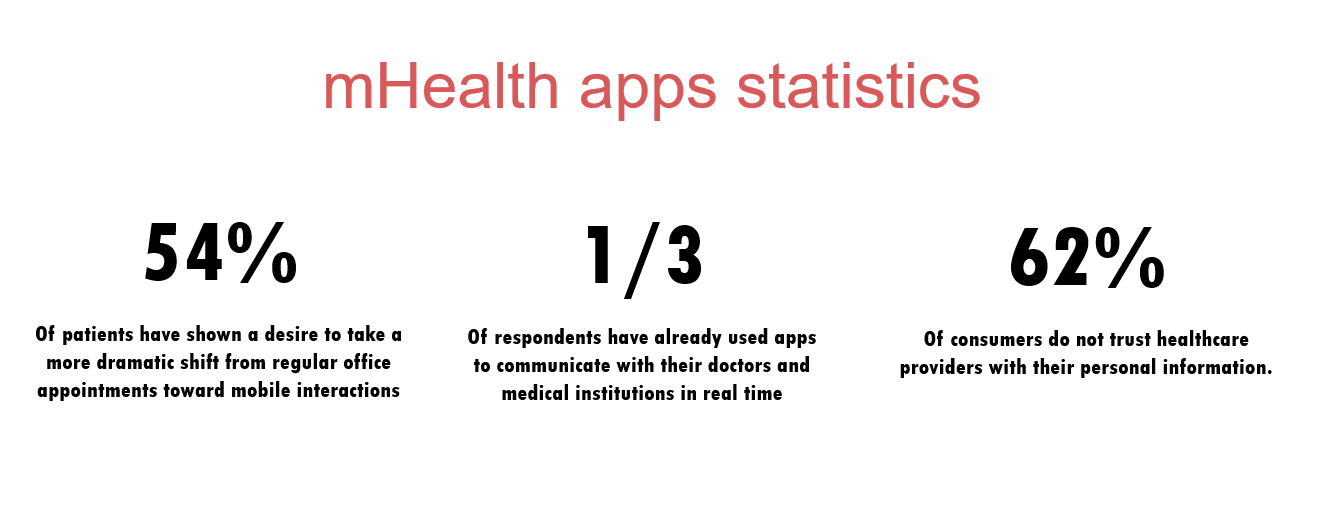 mHealth apps statistics
54%
Of patients have shown a desire to take a
more dramatic shift from regular office
appointments toward mobile interactions
1/3
Of respondents have already used apps
to communicate with their doctors and
medical institutions in real time
62%
Of consumers do not trust healthcare
providers with their personal information.